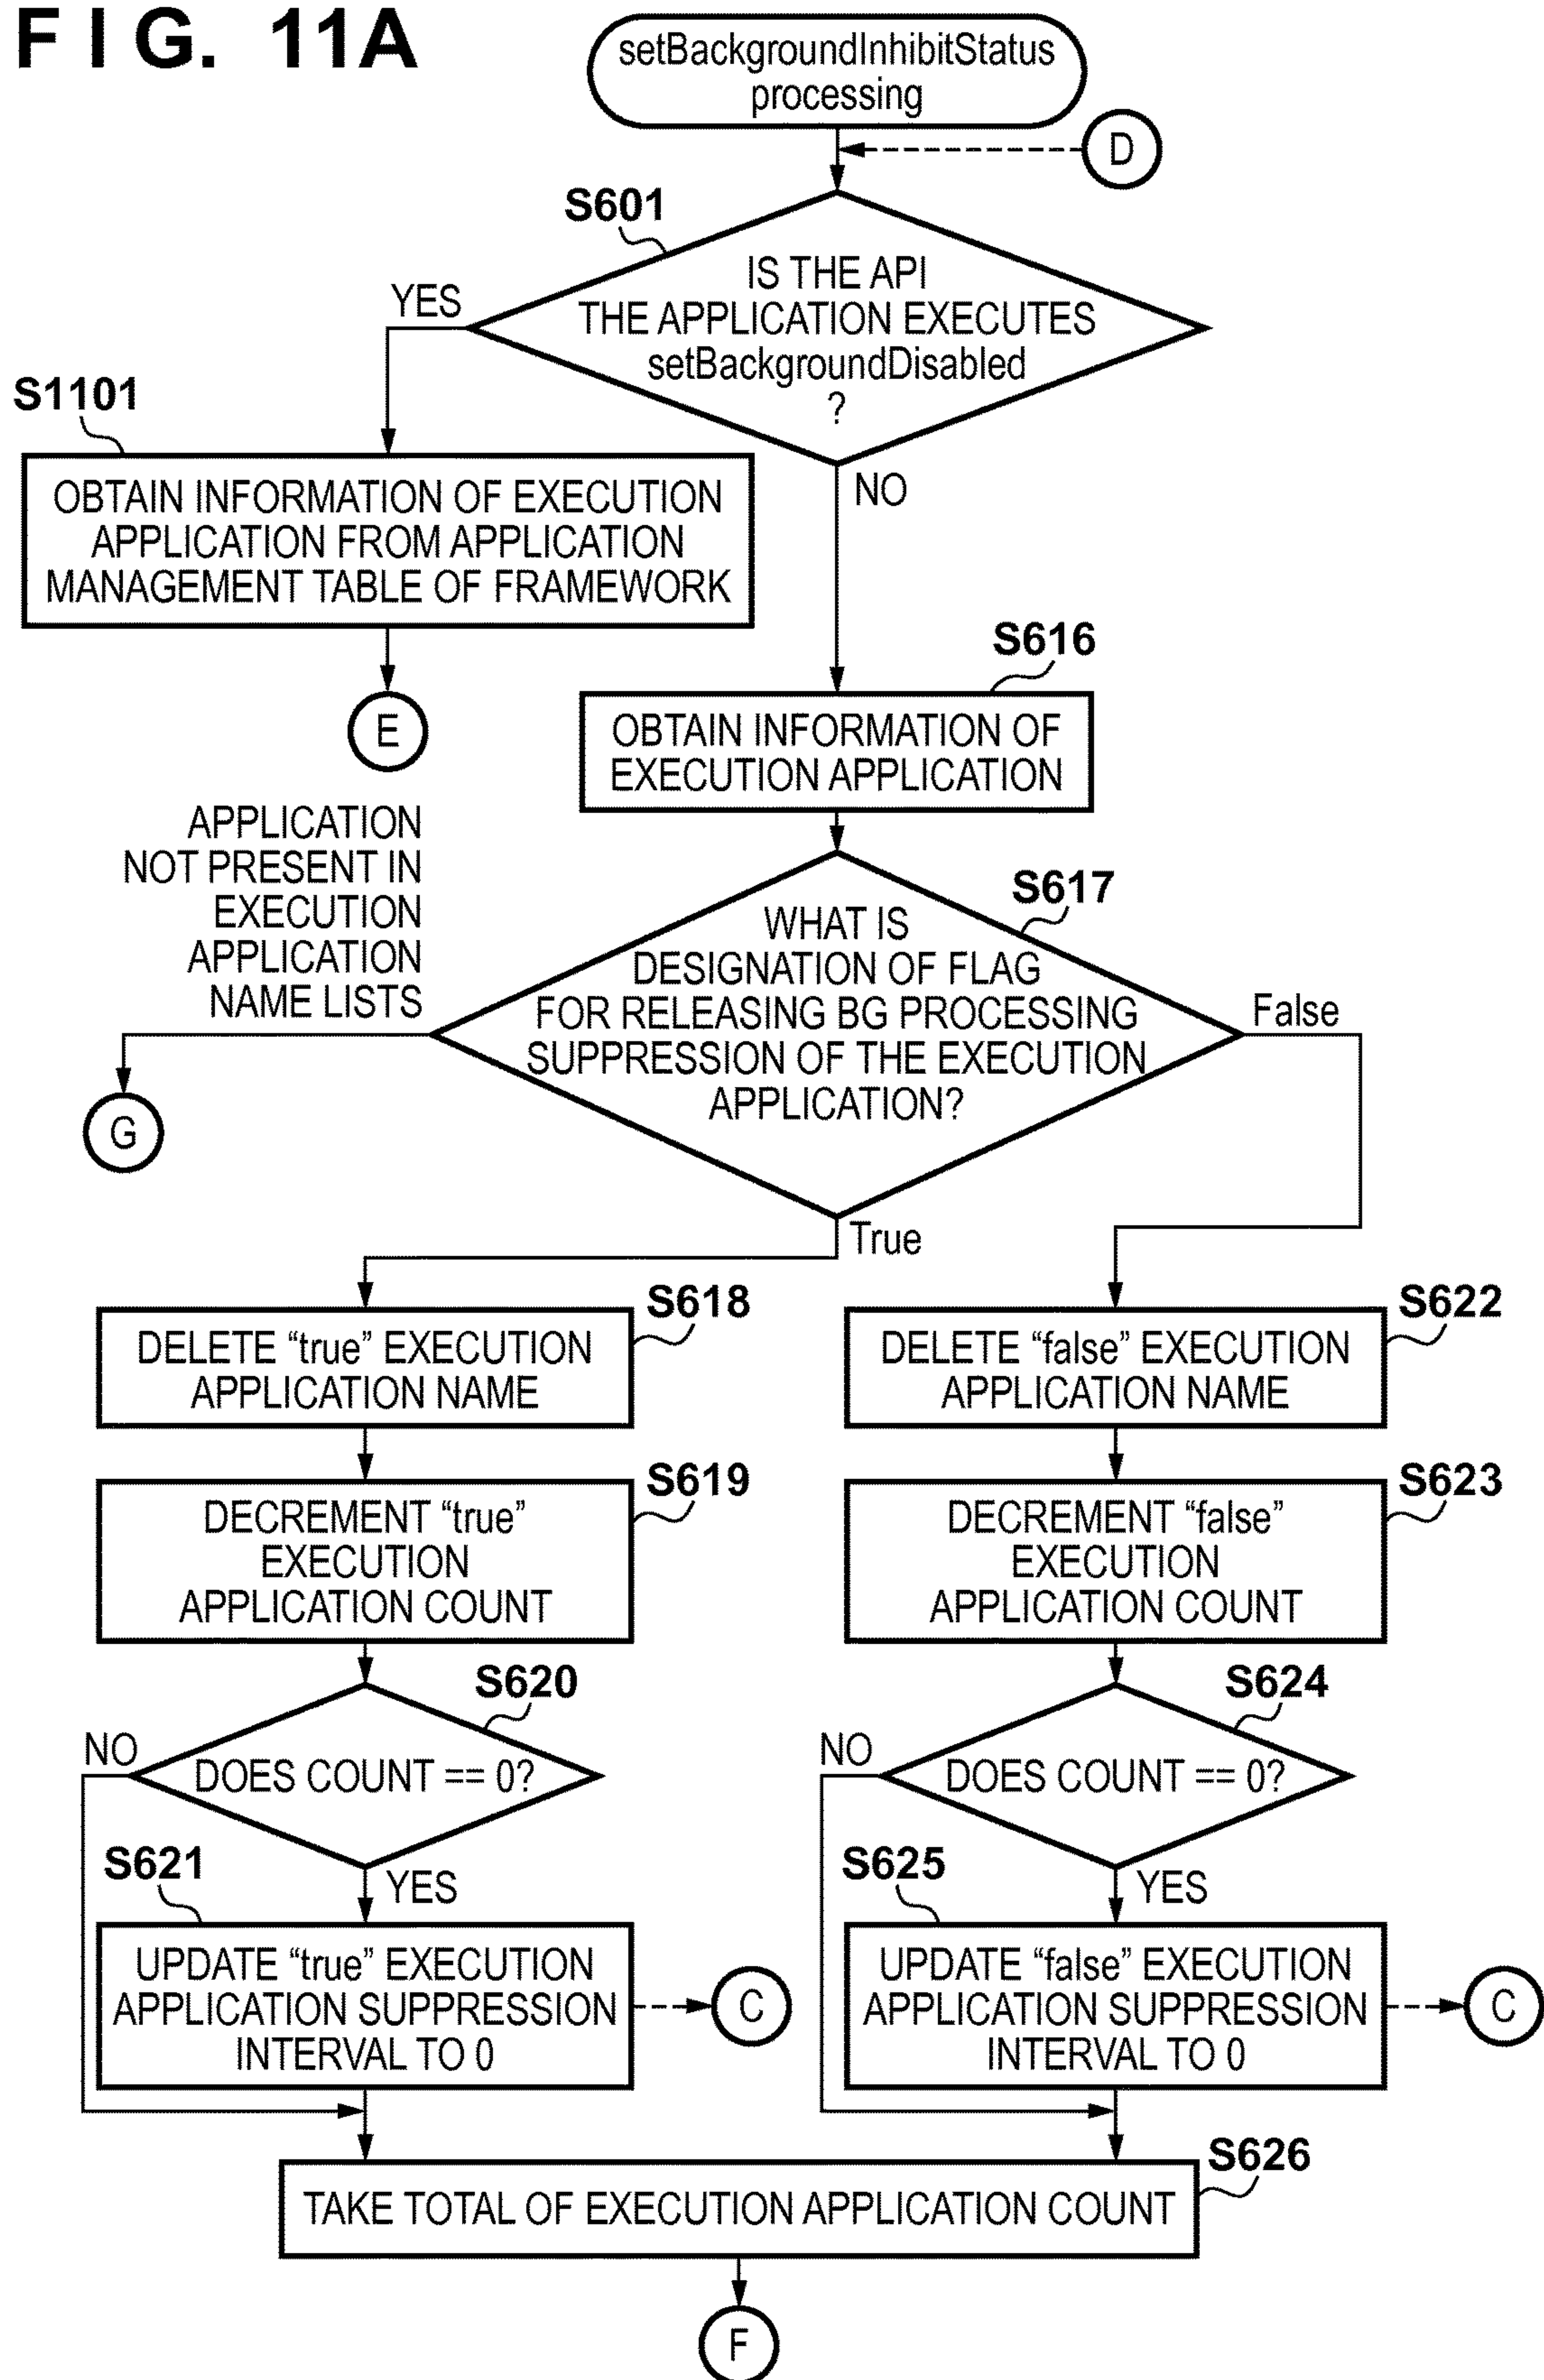 FIG. 11A
setBackgroundInhibitStatus
processing
D
S601
IS THE API
THE APPLICATION EXECUTES
setBackgroundDisabled
?
YES
NO
S1101
OBTAIN INFORMATION OF EXECUTION
APPLICATION FROM APPLICATION
MANAGEMENT TABLE OF FRAMEWORK
E
S616
OBTAIN INFORMATION OF
EXECUTION APPLICATION
APPLICATION
NOT PRESENT IN
EXECUTION
APPLICATION
NAME LISTS
G
S617
WHAT IS
DESIGNATION OF FLAG
FOR RELEASING BG PROCESSING
SUPPRESSION OF THE EXECUTION
APPLICATION?
False
True
S618
DELETE “true” EXECUTION
APPLICATION NAME
S622
DELETE “false” EXECUTION
APPLICATION NAME
S619
DECREMENT “true”
EXECUTION
APPLICATION COUNT
S623
DECREMENT “false”
EXECUTION
APPLICATION COUNT
S620
NO
DOES COUNT == 0?
YES
S624
NO
DOES COUNT == 0?
YES
S621
UPDATE “true” EXECUTION
APPLICATION SUPPRESSION
INTERVAL TO 0
C
S625
UPDATE “false” EXECUTION
APPLICATION SUPPRESSION
INTERVAL TO 0
C
S626
TAKE TOTAL OF EXECUTION APPLICATION COUNT
F